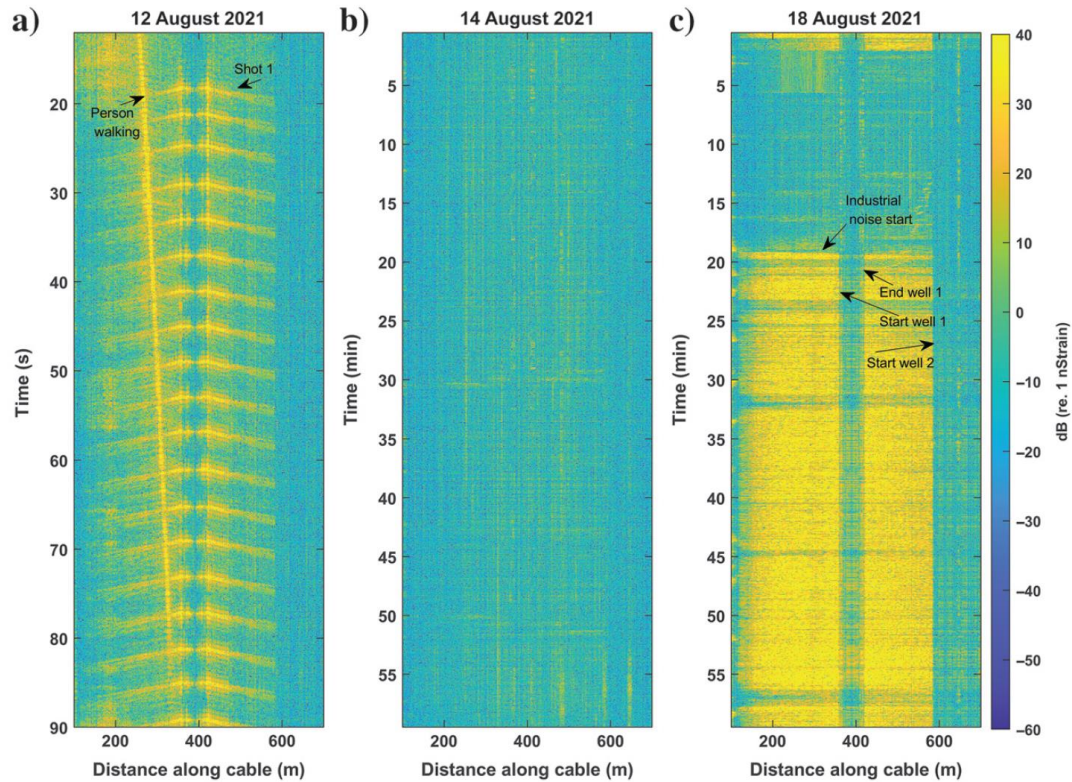 a)
12 August 2021
Shot 1
Person
walking
20
30
40
50
60
70
80
90
Time (s)
200
400
600
Distance along cable (m)
b)
14 August 2021
5
10
15
20
25
30
35
40
45
50
55
Time (min)
200
400
600
Distance along cable (m)
c)
18 August 2021
Industrial
noise start
End well 1
Start well 1
Start well 2
5
10
15
20
25
30
35
40
45
50
55
Time (min)
200
400
600
Distance along cable (m)
40
30
20
10
0
−10
−20
−30
−40
−50
−60
dB (re. 1 nStrain)